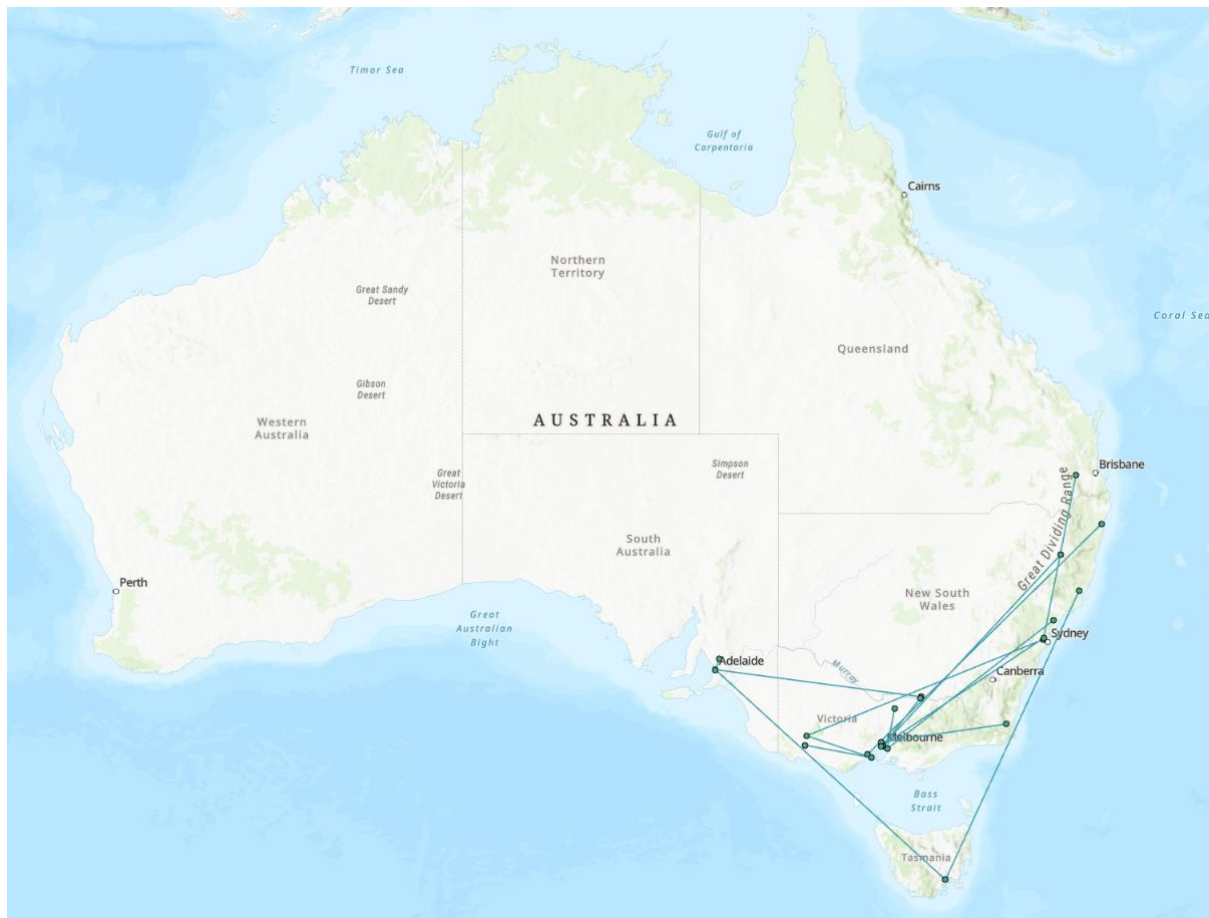 Timor Sea
Gulf of
Carpentaria
Cairns
Northern
Territory
Great Sandy
Desert
Coral Sea
Queensland
Gibson
Desert
Western
Australia
AUSTRALIA
Great
Victoria
Desert
Simpson
Desert
Brisbane
Great Dividing Range
South
Australia
Perth
New South
Wales
Great
Australian
Bight
Sydney
Adelaide
Murray
Canberra
Victoria
Melbourne
Bass
Strait
Tasmania